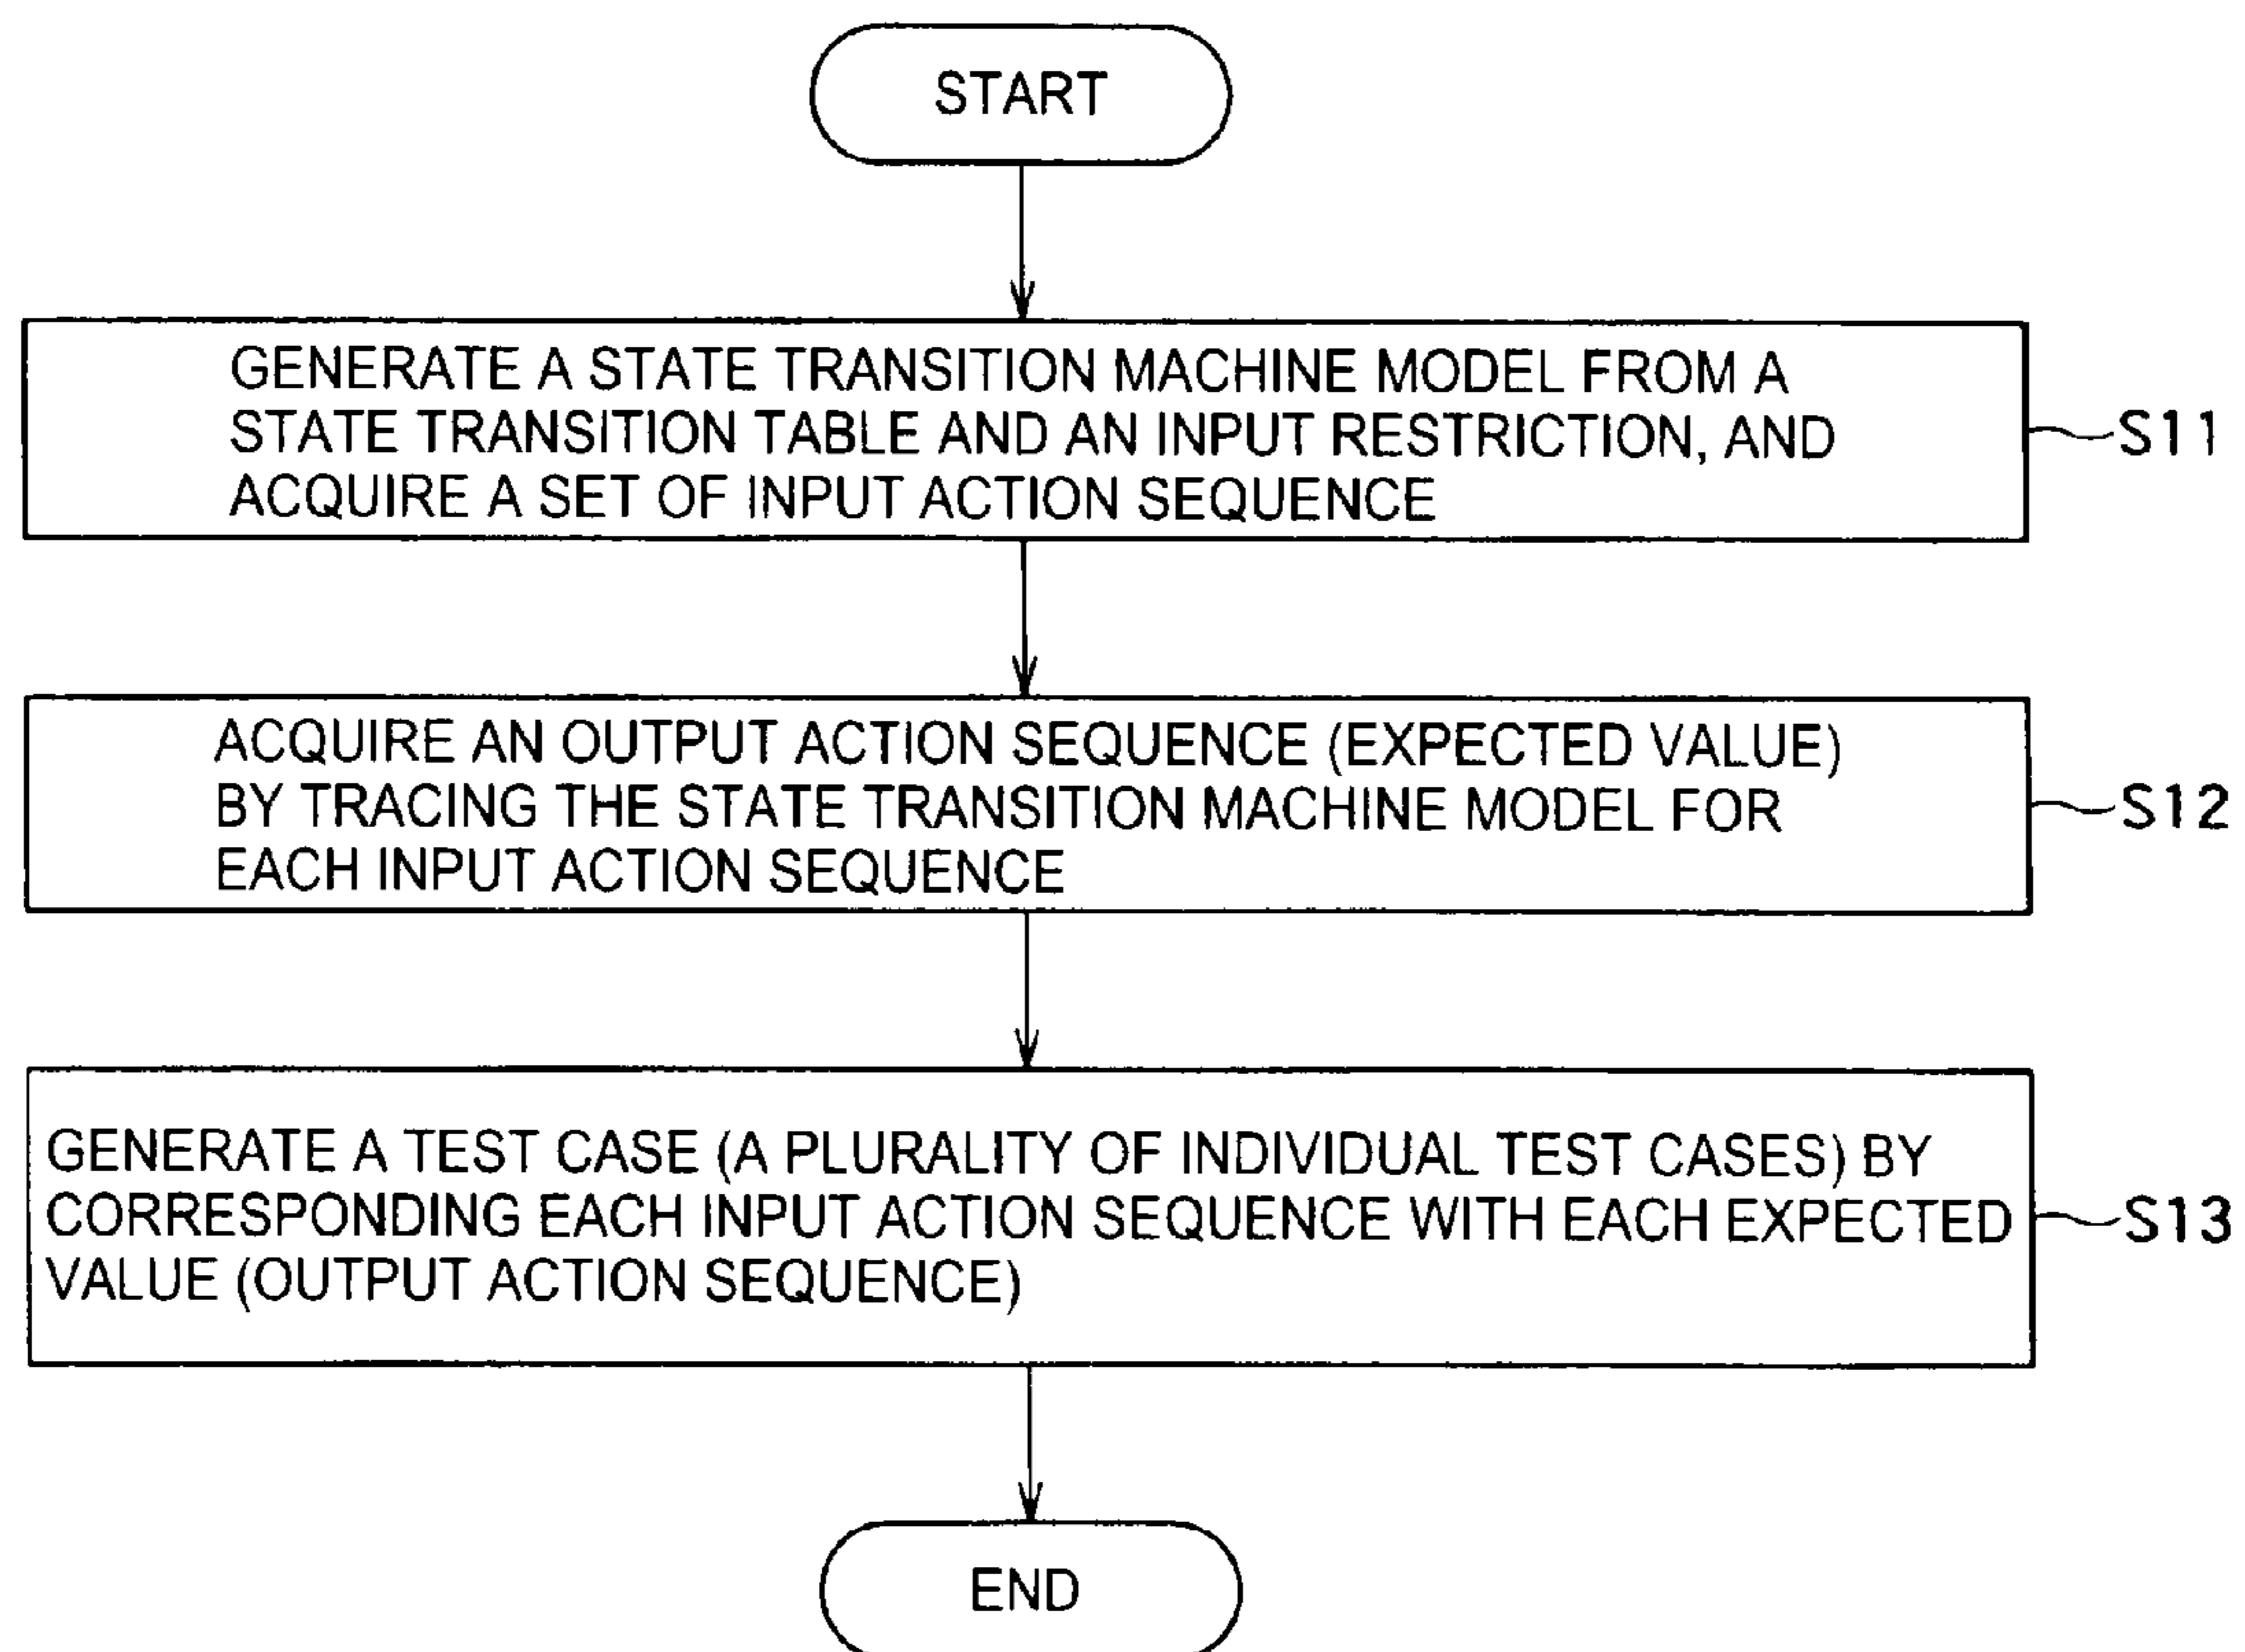 START
GENERATE A STATE TRANSITION MACHINE MODEL FROM A
STATE TRANSITION TABLE AND AN INPUT RESTRICTION, AND
ACQUIRE A SET OF INPUT ACTION SEQUENCE
S11
ACQUIRE AN OUTPUT ACTION SEQUENCE (EXPECTED VALUE)
BY TRACING THE STATE TRANSITION MACHINE MODEL FOR
EACH INPUT ACTION SEQUENCE
S12
GENERATE A TEST CASE (A PLURALITY OF INDIVIDUAL TEST CASES) BY
CORRESPONDING EACH INPUT ACTION SEQUENCE WITH EACH EXPECTED
VALUE (OUTPUT ACTION SEQUENCE)
S13
END